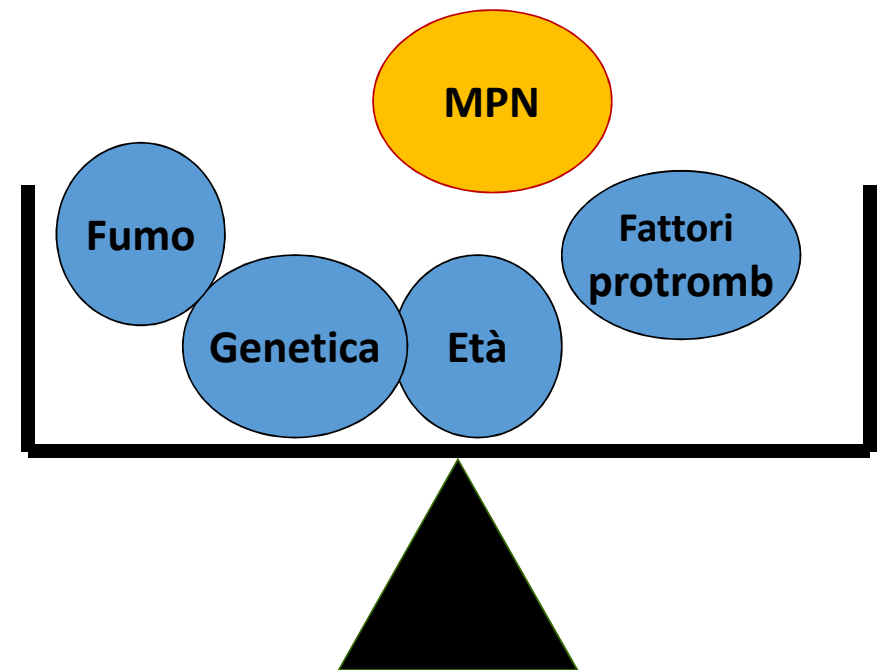 MPN
Fumo
Fattori
protromb
Genetica
Età